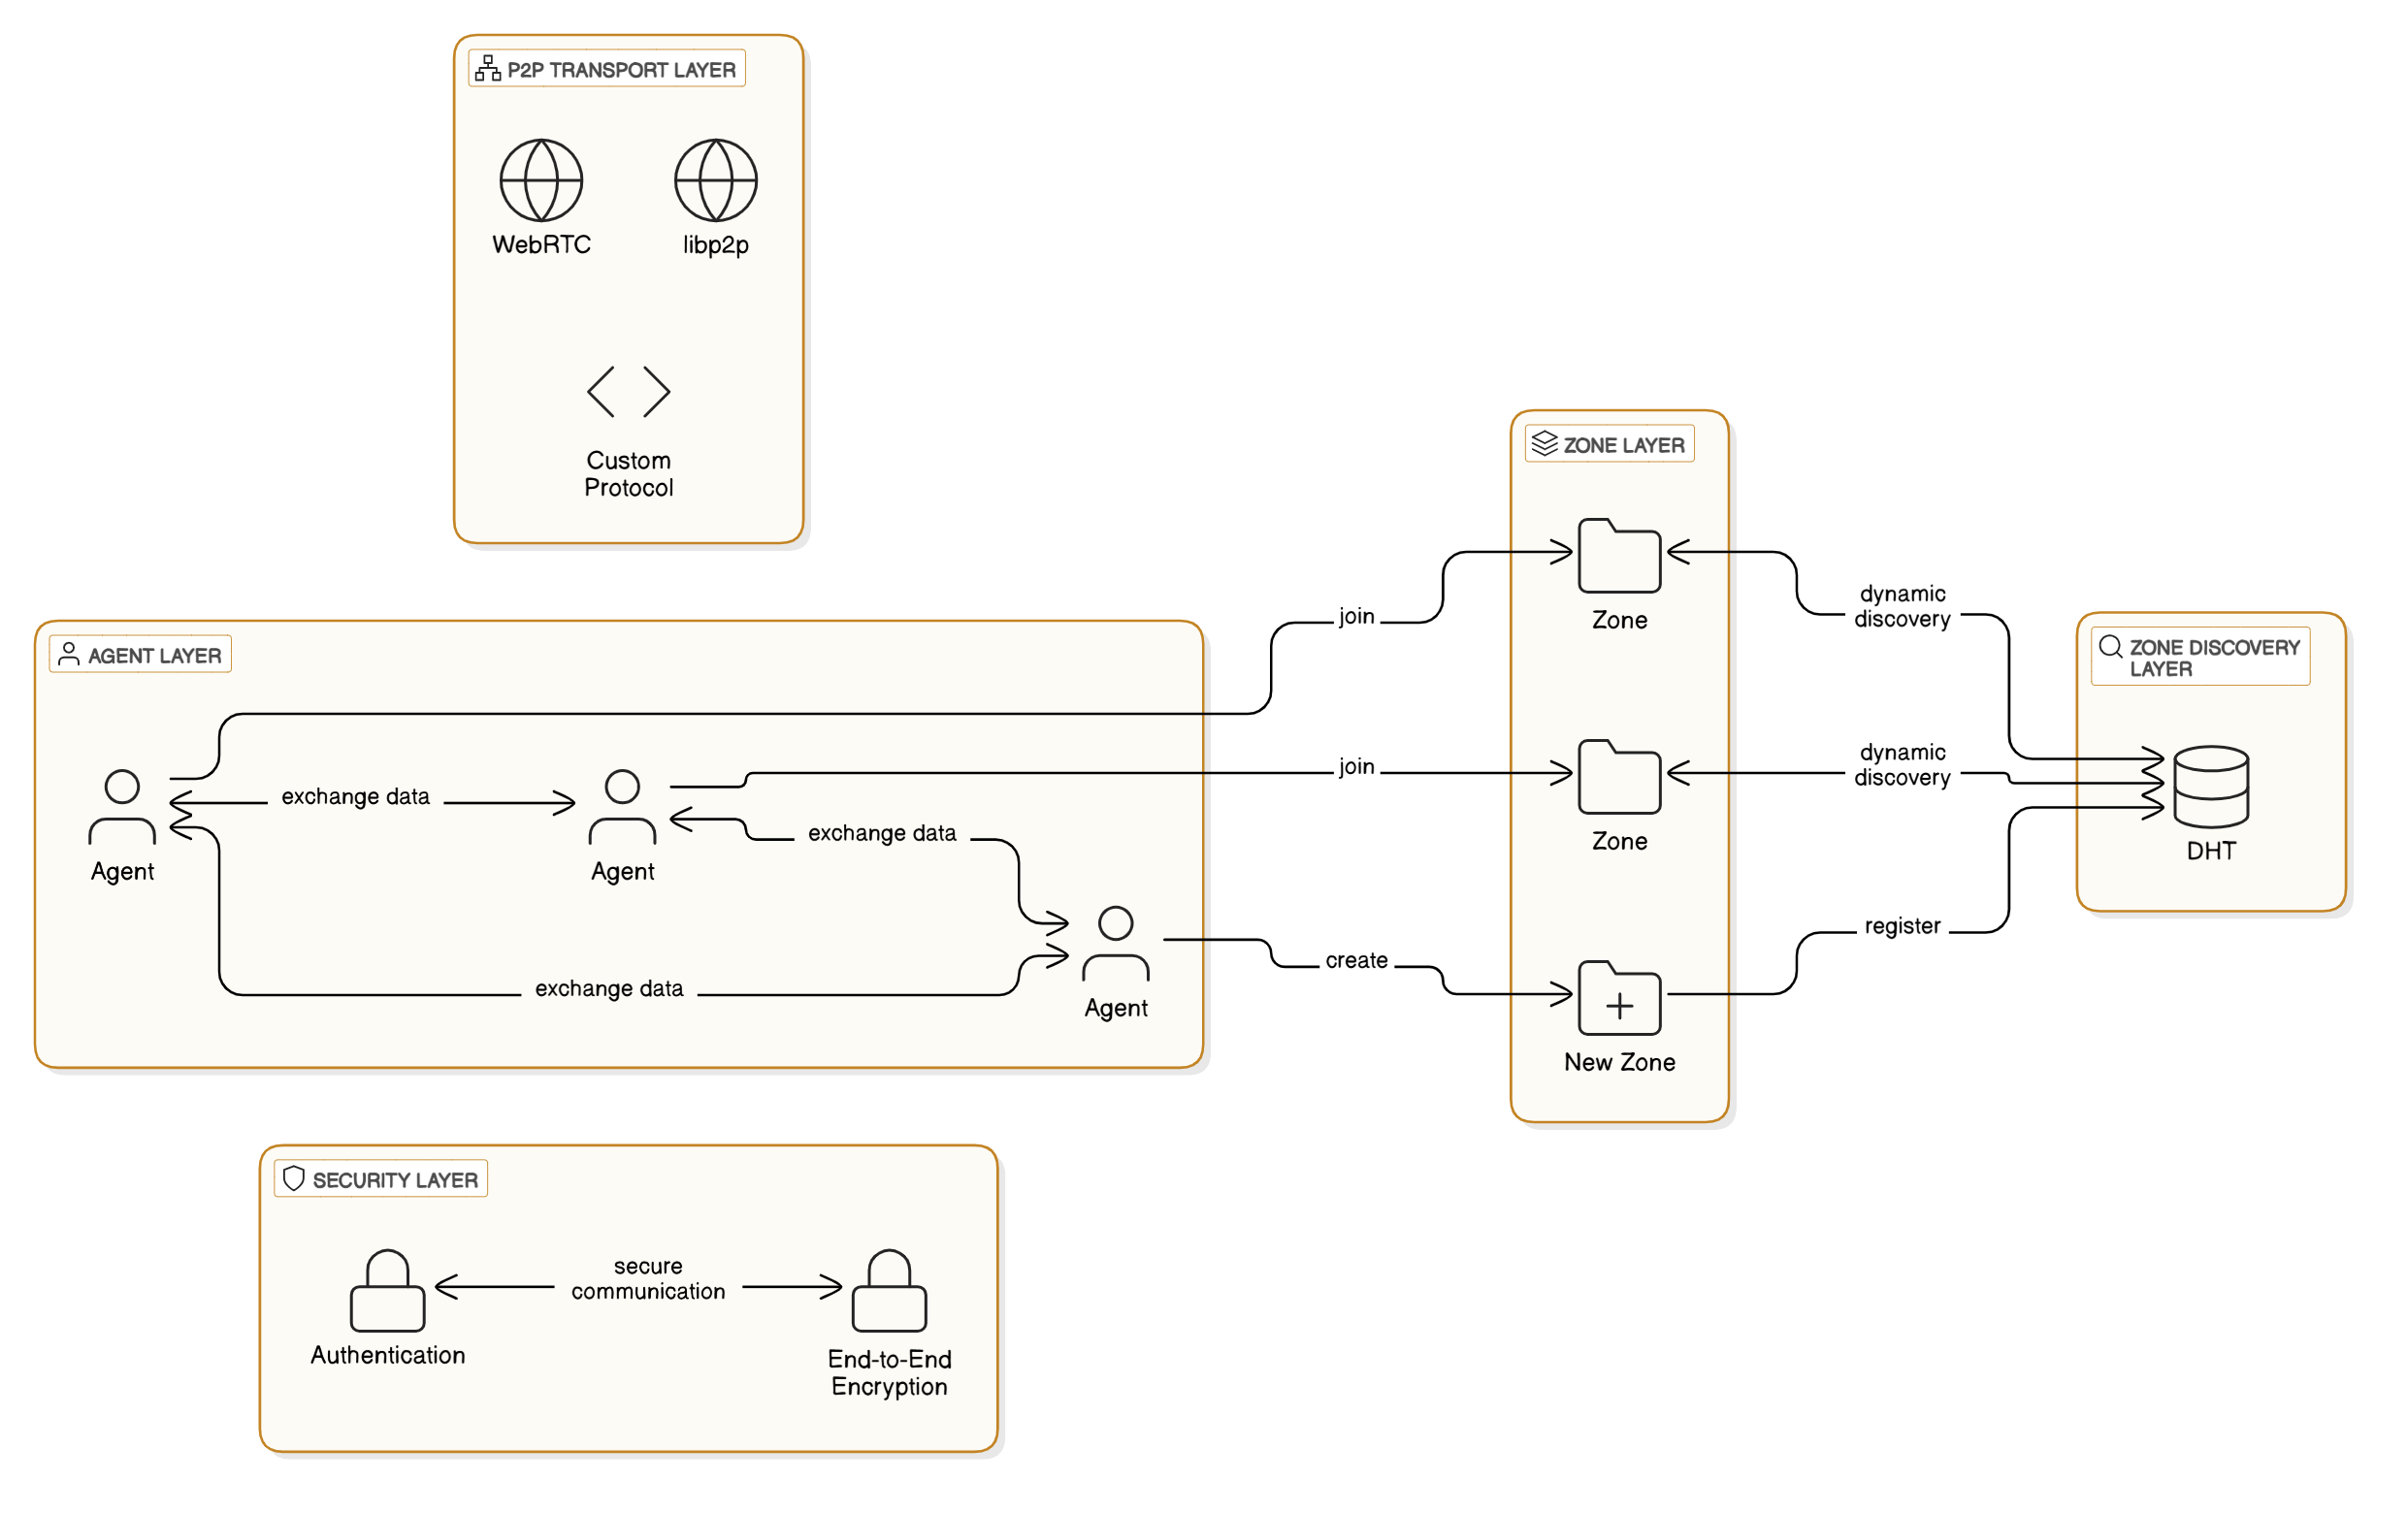 P2P TRANSPORT LAYER
WebRTC
libp2p
Custom
Protocol
ZONE LAYER
Zone
join
dynamic
discovery
AGENT LAYER
ZONE DISCOVERY
LAYER
join
dynamic
discovery
exchange data
exchange data
Agent
Agent
Zone
DHT
register
create
exchange data
Agent
New Zone
SECURITY LAYER
secure
communication
Authentication
End-to-End
Encryption